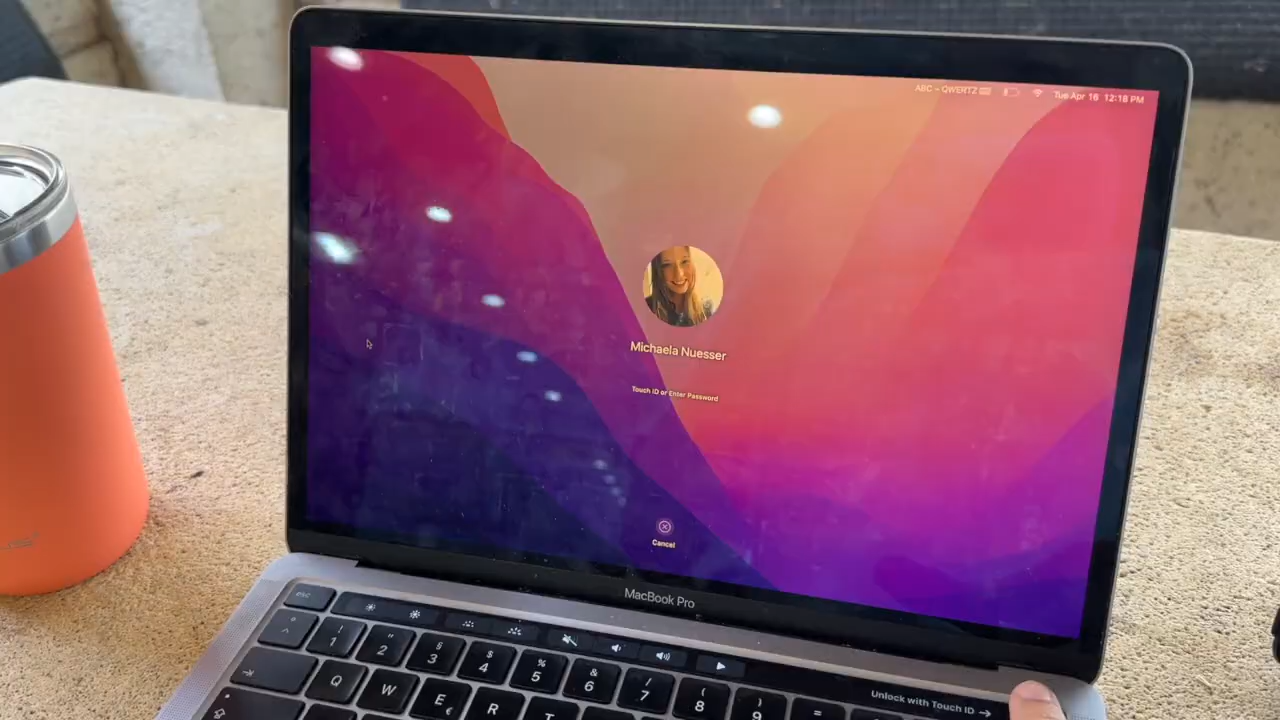 ABC – QWERTZ Tue Apr 16 12:18 PM
Michaela Nuesser
Touch ID or Enter Password
Cancel
MacBook Pro
esc
Unlock with Touch ID →
° ^
! 1
" 2
§ 3
$ 4
% 5
& 6
/ 7
( 8
) 9
=
Q W E € R T